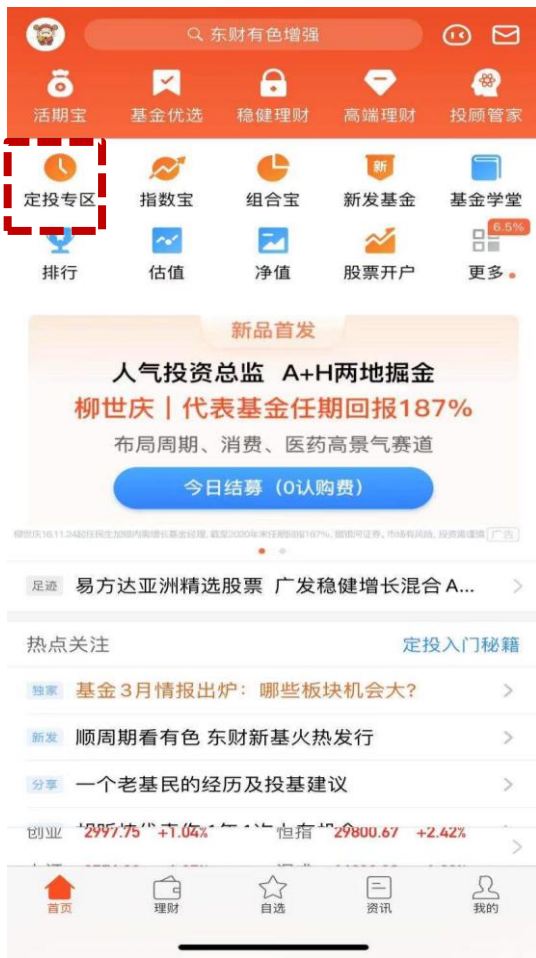 东财有色增强
活期宝 基金优选 稳健理财 高端理财 投顾管家
新
定投专区 指数宝 组合宝 新发基金 基金学堂
6.5%
排行 估值 净值 股票开户 更多
新品首发
人气投资总监 A+H两地掘金
柳世庆丨代表基金任期回报187%
布局周期、消费、医药高景气赛道
今日结募（0认购费）
广告
足迹 易方达亚洲精选股票 广发稳健增长混合A...
热点关注 定投入门秘籍
独家 基金3月情报出炉：哪些板块机会大?
新发 顺周期看有色 东财新基火热发行
分享 一个老基民的经历及投基建议
创业 2997.75 +1.04% 恒指 29800.67 +2.42%
首页 理财 自选 资讯 我的